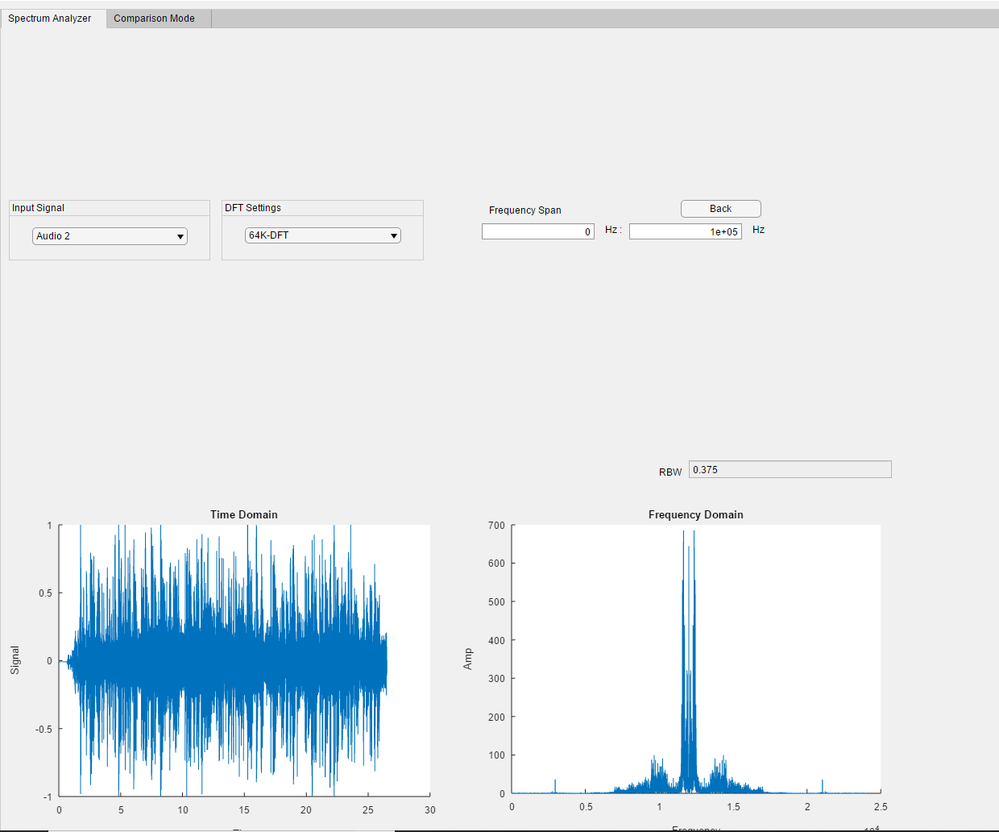 Spectrum Analyzer
Comparison Mode
Input Signal
DFT Settings
Frequency Span
Back
Audio 2
64K-DFT
0
Hz :
1e+05
Hz
RBW
0.375
Time Domain
1
0.5
0
-0.5
-1
Signal
0
5
10
15
20
25
30
Frequency Domain
700
600
500
400
300
200
100
0
Amp
0
0.5
1
1.5
2
2.5
Frequency